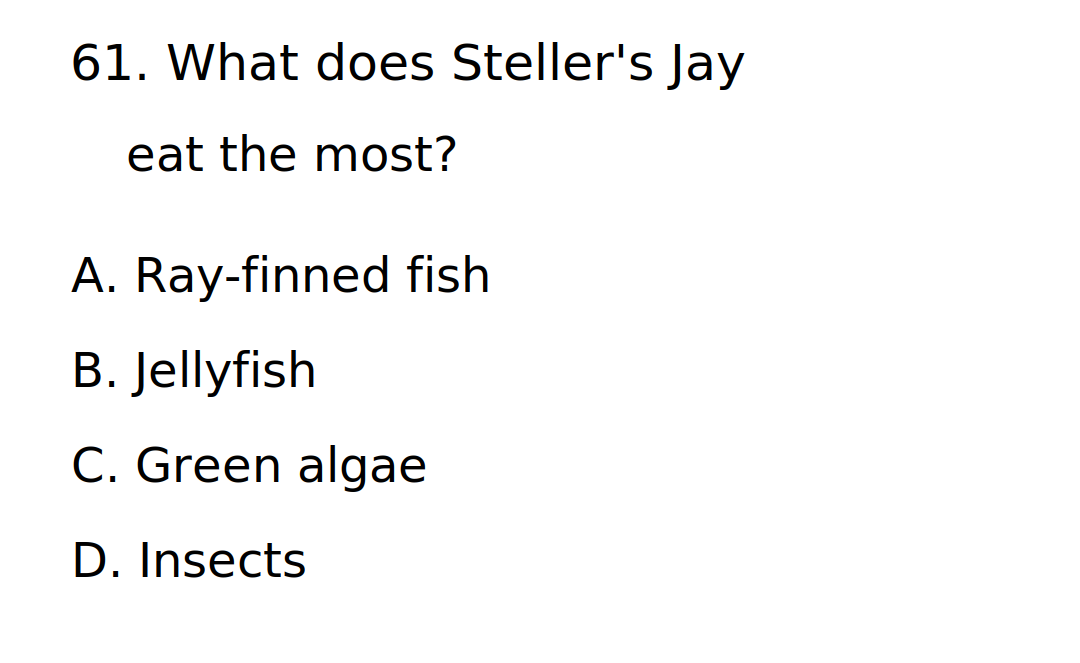 61. What does Steller's Jay
eat the most?
A. Ray-finned fish
B. Jellyfish
C. Green algae
D. Insects